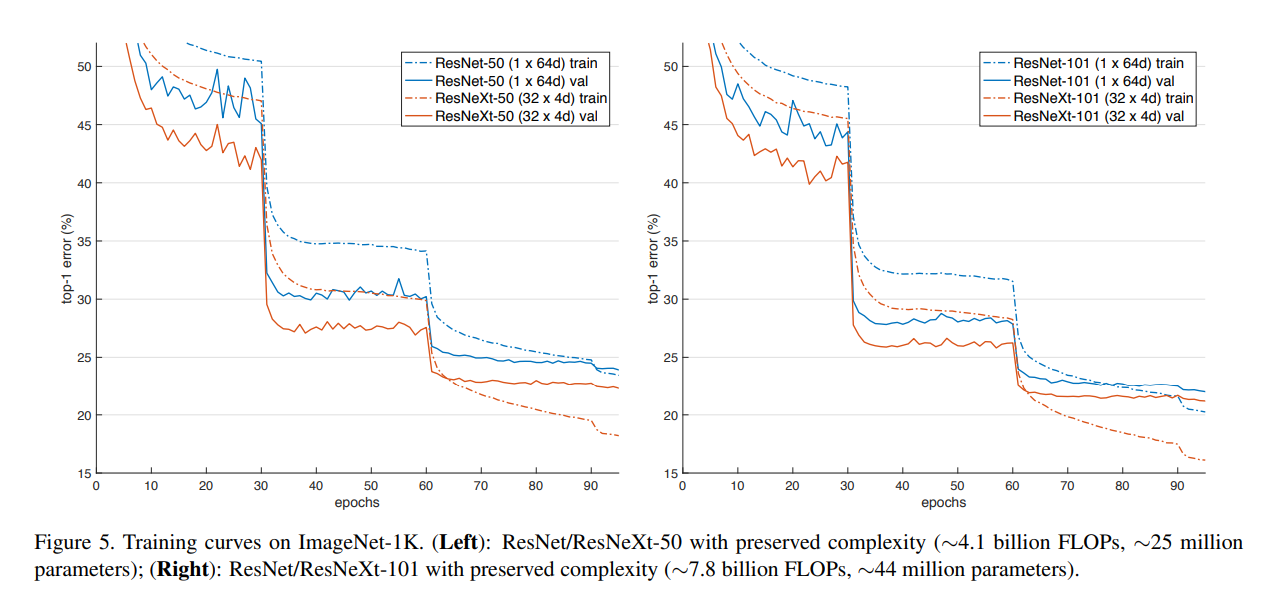 top-1 error (%)
50
45
40
35
30
25
20
15
0 10 20 30 40 50 60 70 80 90
epochs
ResNet-50 (1 x 64d) train
ResNet-50 (1 x 64d) val
ResNeXt-50 (32 x 4d) train
ResNeXt-50 (32 x 4d) val
top-1 error (%)
50
45
40
35
30
25
20
15
0 10 20 30 40 50 60 70 80 90
epochs
ResNet-101 (1 x 64d) train
ResNet-101 (1 x 64d) val
ResNeXt-101 (32 x 4d) train
ResNeXt-101 (32 x 4d) val
Figure 5. Training curves on ImageNet-1K. (Left): ResNet/ResNeXt-50 with preserved complexity (∼4.1 billion FLOPs, ∼25 million
parameters); (Right): ResNet/ResNeXt-101 with preserved complexity (∼7.8 billion FLOPs, ∼44 million parameters).